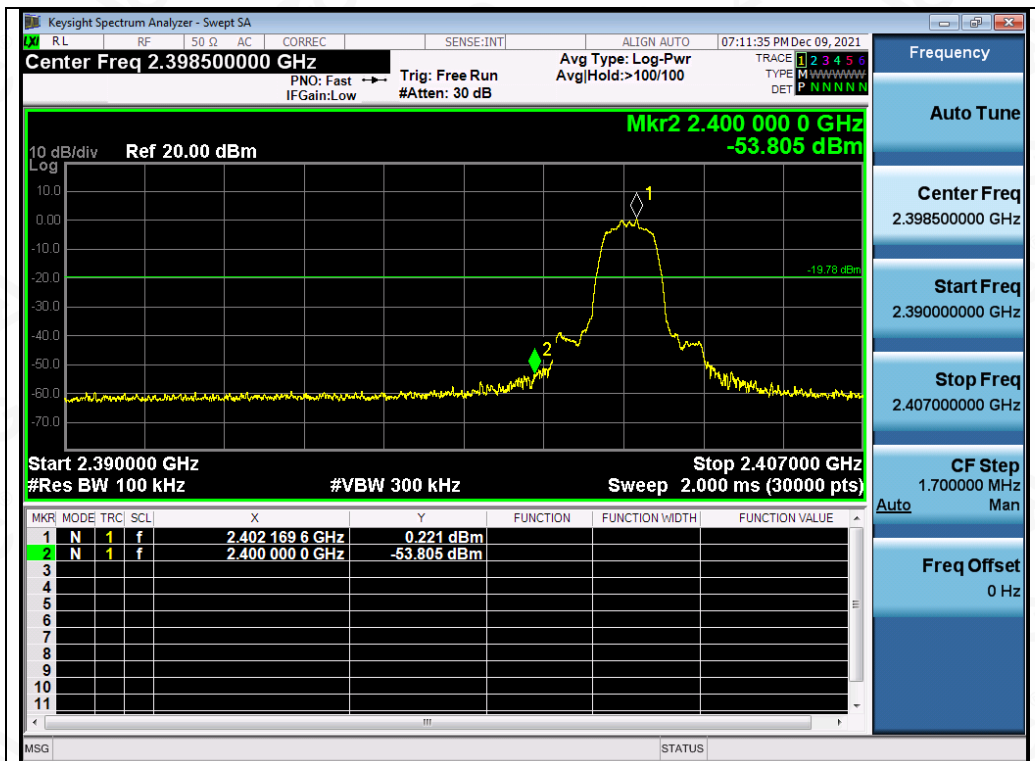 Keysight Spectrum Analyzer - Swept SA
LXI RL RF 50 Ω AC CORREC SENSE:INT ALIGN AUTO 07:11:35 PM Dec 09, 2021
Center Freq 2.398500000 GHz
PNO: Fast
IFGain:Low
Trig: Free Run
#Atten: 30 dB
Avg Type: Log-Pwr
Avg|Hold:>100/100
TRACE 1 2 3 4 5 6
TYPE M W W W W W
DET P N N N N N
Mkr2 2.400 000 0 GHz
-53.805 dBm
10 dB/div Ref 20.00 dBm
Log
10.0
0.00
-10.0
-20.0
-30.0
-40.0
-50.0
-60.0
-70.0
1
2
-19.78 dBm
Start 2.390000 GHz Stop 2.407000 GHz
#Res BW 100 kHz #VBW 300 kHz Sweep 2.000 ms (30000 pts)
MKR MODE TRC SCL X Y FUNCTION FUNCTION WIDTH FUNCTION VALUE
1 N 1 f 2.402 169 6 GHz 0.221 dBm
2 N 1 f 2.400 000 0 GHz -53.805 dBm
3
4
5
6
7
8
9
10
11
MSG STATUS
Frequency
Auto Tune
Center Freq
2.398500000 GHz
Start Freq
2.390000000 GHz
Stop Freq
2.407000000 GHz
CF Step
1.700000 MHz
Auto Man
Freq Offset
0 Hz